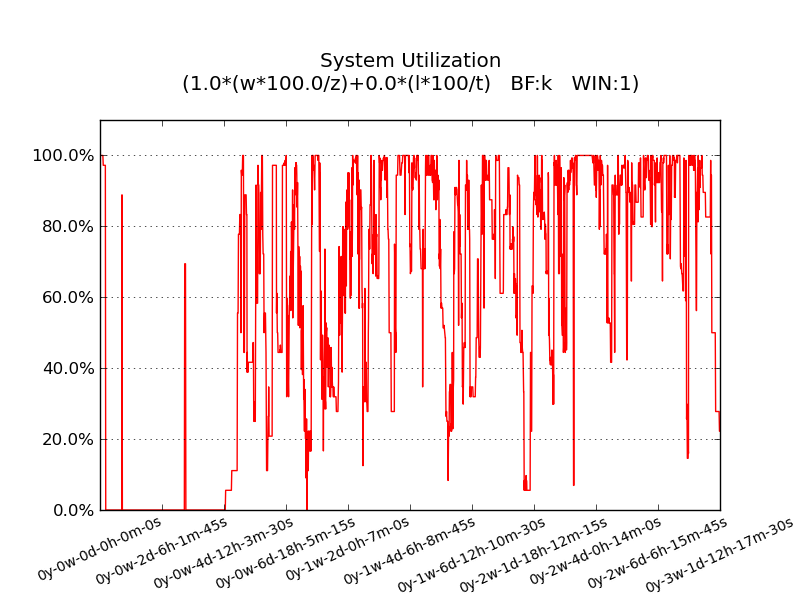 System Utilization
(1.0*(w*100.0/z)+0.0*(l*100/t)   BF:k   WIN:1)
100.0%
80.0%
60.0%
40.0%
20.0%
0.0%
0y-0w-0d-0h-0m-0s
0y-0w-2d-6h-1m-45s
0y-0w-4d-12h-3m-30s
0y-0w-6d-18h-5m-15s
0y-1w-2d-0h-7m-0s
0y-1w-4d-6h-8m-45s
0y-1w-6d-12h-10m-30s
0y-2w-1d-18h-12m-15s
0y-2w-4d-0h-14m-0s
0y-2w-6d-6h-15m-45s
0y-3w-1d-12h-17m-30s